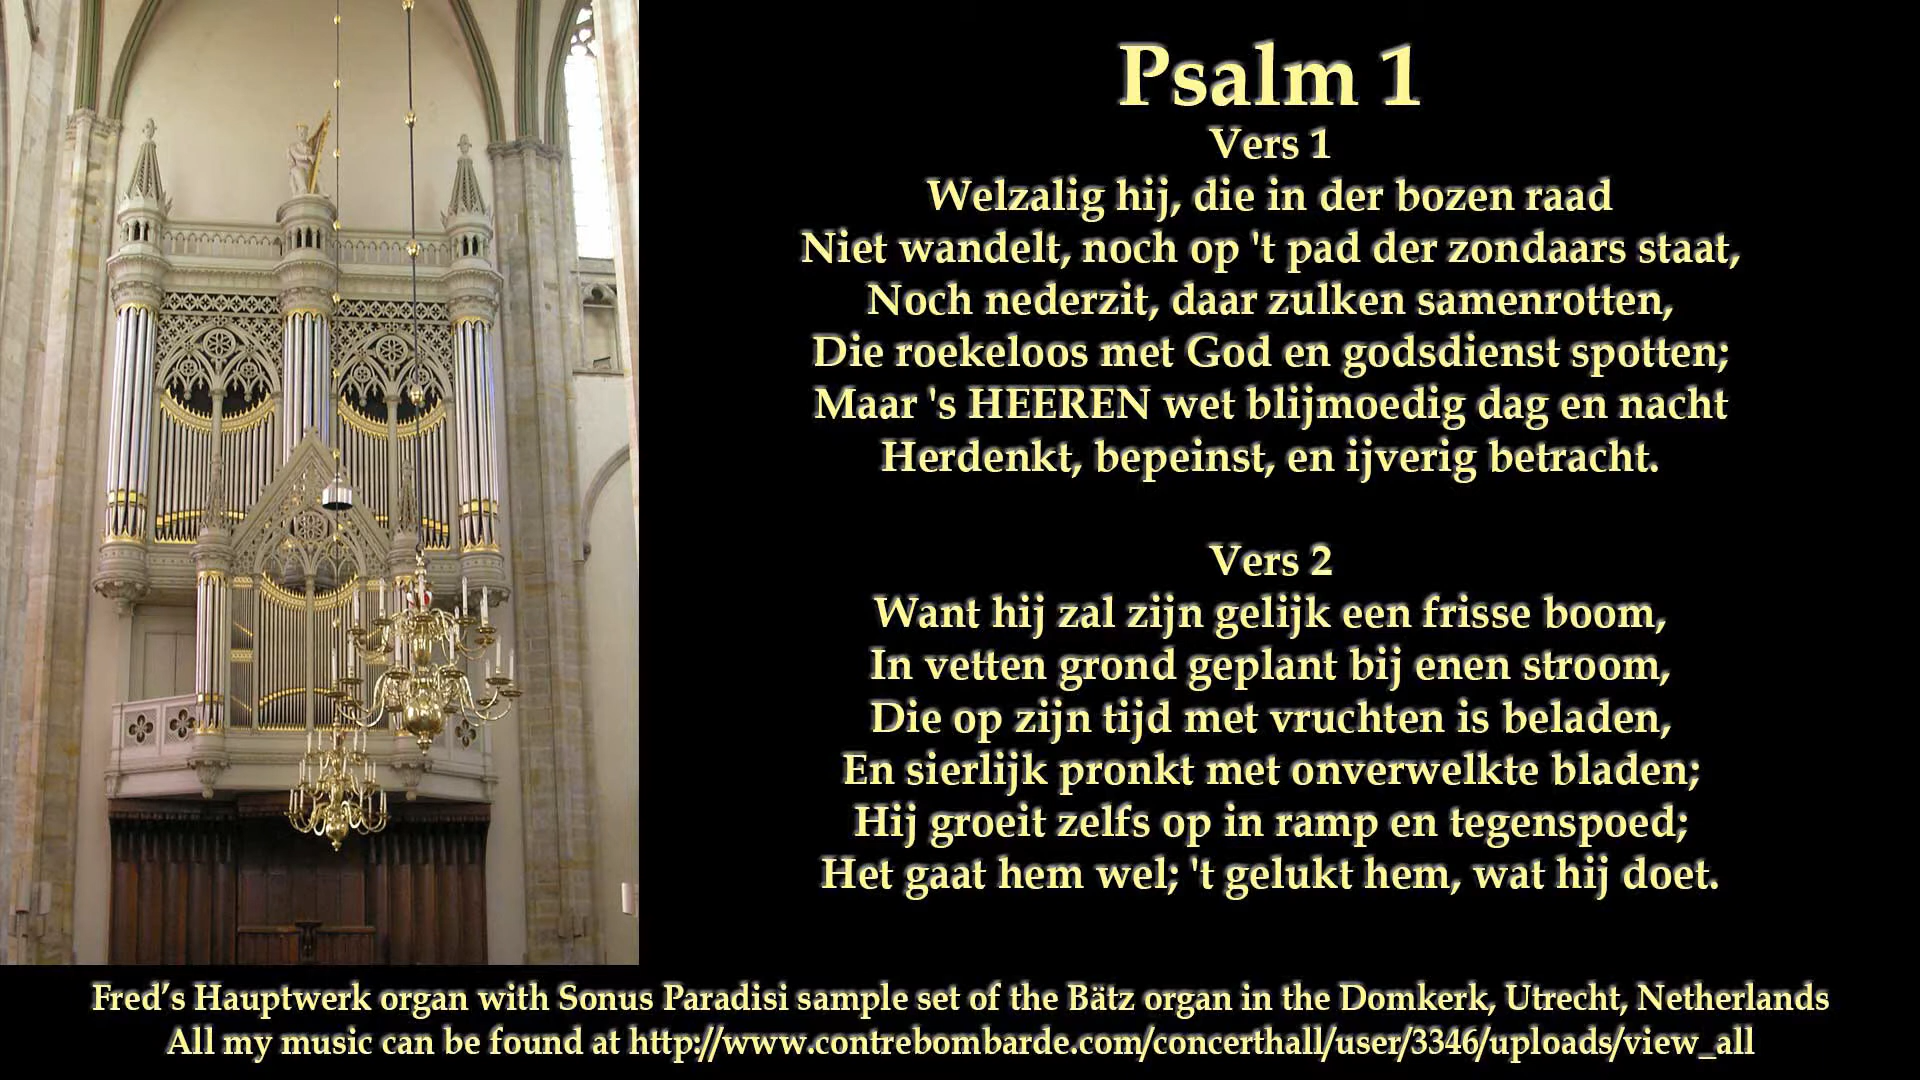 Psalm 1
Vers 1
Welzalig hij, die in der bozen raad
Niet wandelt, noch op 't pad der zondaars staat,
Noch nederzit, daar zulken samenrotten,
Die roekeloos met God en godsdienst spotten;
Maar 's HEEREN wet blijmoedig dag en nacht
Herdenkt, bepeinst, en ijverig betracht.
Vers 2
Want hij zal zijn gelijk een frisse boom,
In vetten grond geplant bij enen stroom,
Die op zijn tijd met vruchten is beladen,
En sierlijk pronkt met onverwelkte bladen;
Hij groeit zelfs op in ramp en tegenspoed;
Het gaat hem wel; 't gelukt hem, wat hij doet.
Fred’s Hauptwerk organ with Sonus Paradisi sample set of the Bätz organ in the Domkerk, Utrecht, Netherlands
All my music can be found at http://www.contrebombarde.com/concerthall/user/3346/uploads/view_all